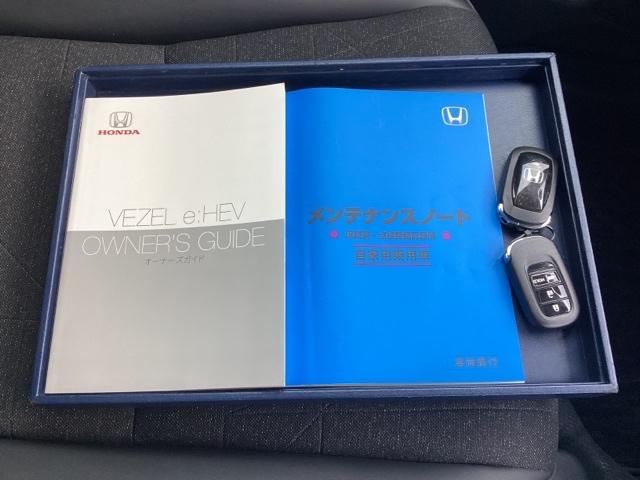 HONDA
VEZEL e:HEV
OWNER'S GUIDE
オーナーズガイド
メンテナンスノート
自家用乗用車
HOLD